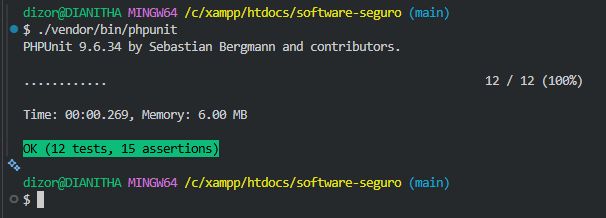 dizor@DIANITHA MINGW64 /c/xampp/htdocs/software-seguro (main)
$ ./vendor/bin/phpunit
PHPUnit 9.6.34 by Sebastian Bergmann and contributors.
............ 12 / 12 (100%)
Time: 00:00.269, Memory: 6.00 MB
OK (12 tests, 15 assertions)
dizor@DIANITHA MINGW64 /c/xampp/htdocs/software-seguro (main)
$